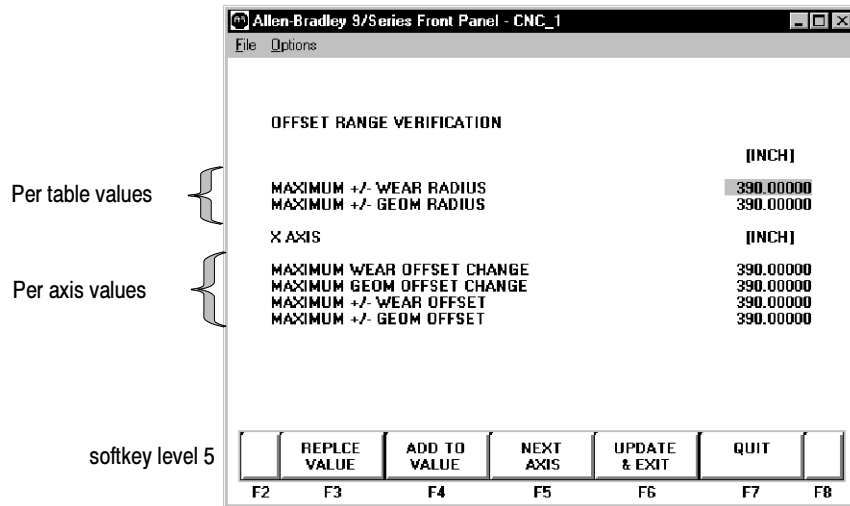 Allen-Bradley 9/Series Front Panel - CNC_1
File Options
OFFSET RANGE VERIFICATION
[INCH]
Per table values
MAXIMUM +/- WEAR RADIUS 390.00000
MAXIMUM +/- GEOM RADIUS 390.00000
X AXIS [INCH]
Per axis values
MAXIMUM WEAR OFFSET CHANGE 390.00000
MAXIMUM GEOM OFFSET CHANGE 390.00000
MAXIMUM +/- WEAR OFFSET 390.00000
MAXIMUM +/- GEOM OFFSET 390.00000
softkey level 5
REPLCE ADD TO NEXT UPDATE QUIT
VALUE VALUE AXIS & EXIT
F2 F3 F4 F5 F6 F7 F8